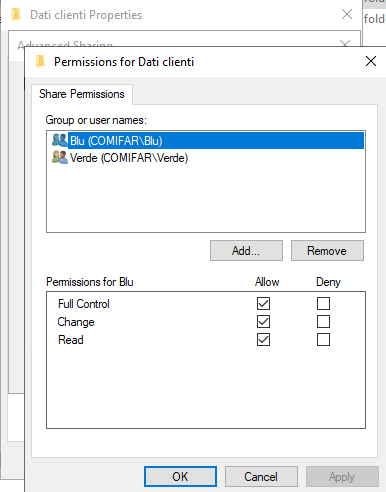 Dati clienti Properties
fold
Advanced Sharing
fold
Permissions for Dati clienti
Share Permissions
Group or user names:
Blu (COMIFAR\Blu)
Verde (COMIFAR\Verde)
Add...
Remove
Permissions for Blu Allow Deny
Full Control
Change
Read
OK
Cancel
Apply